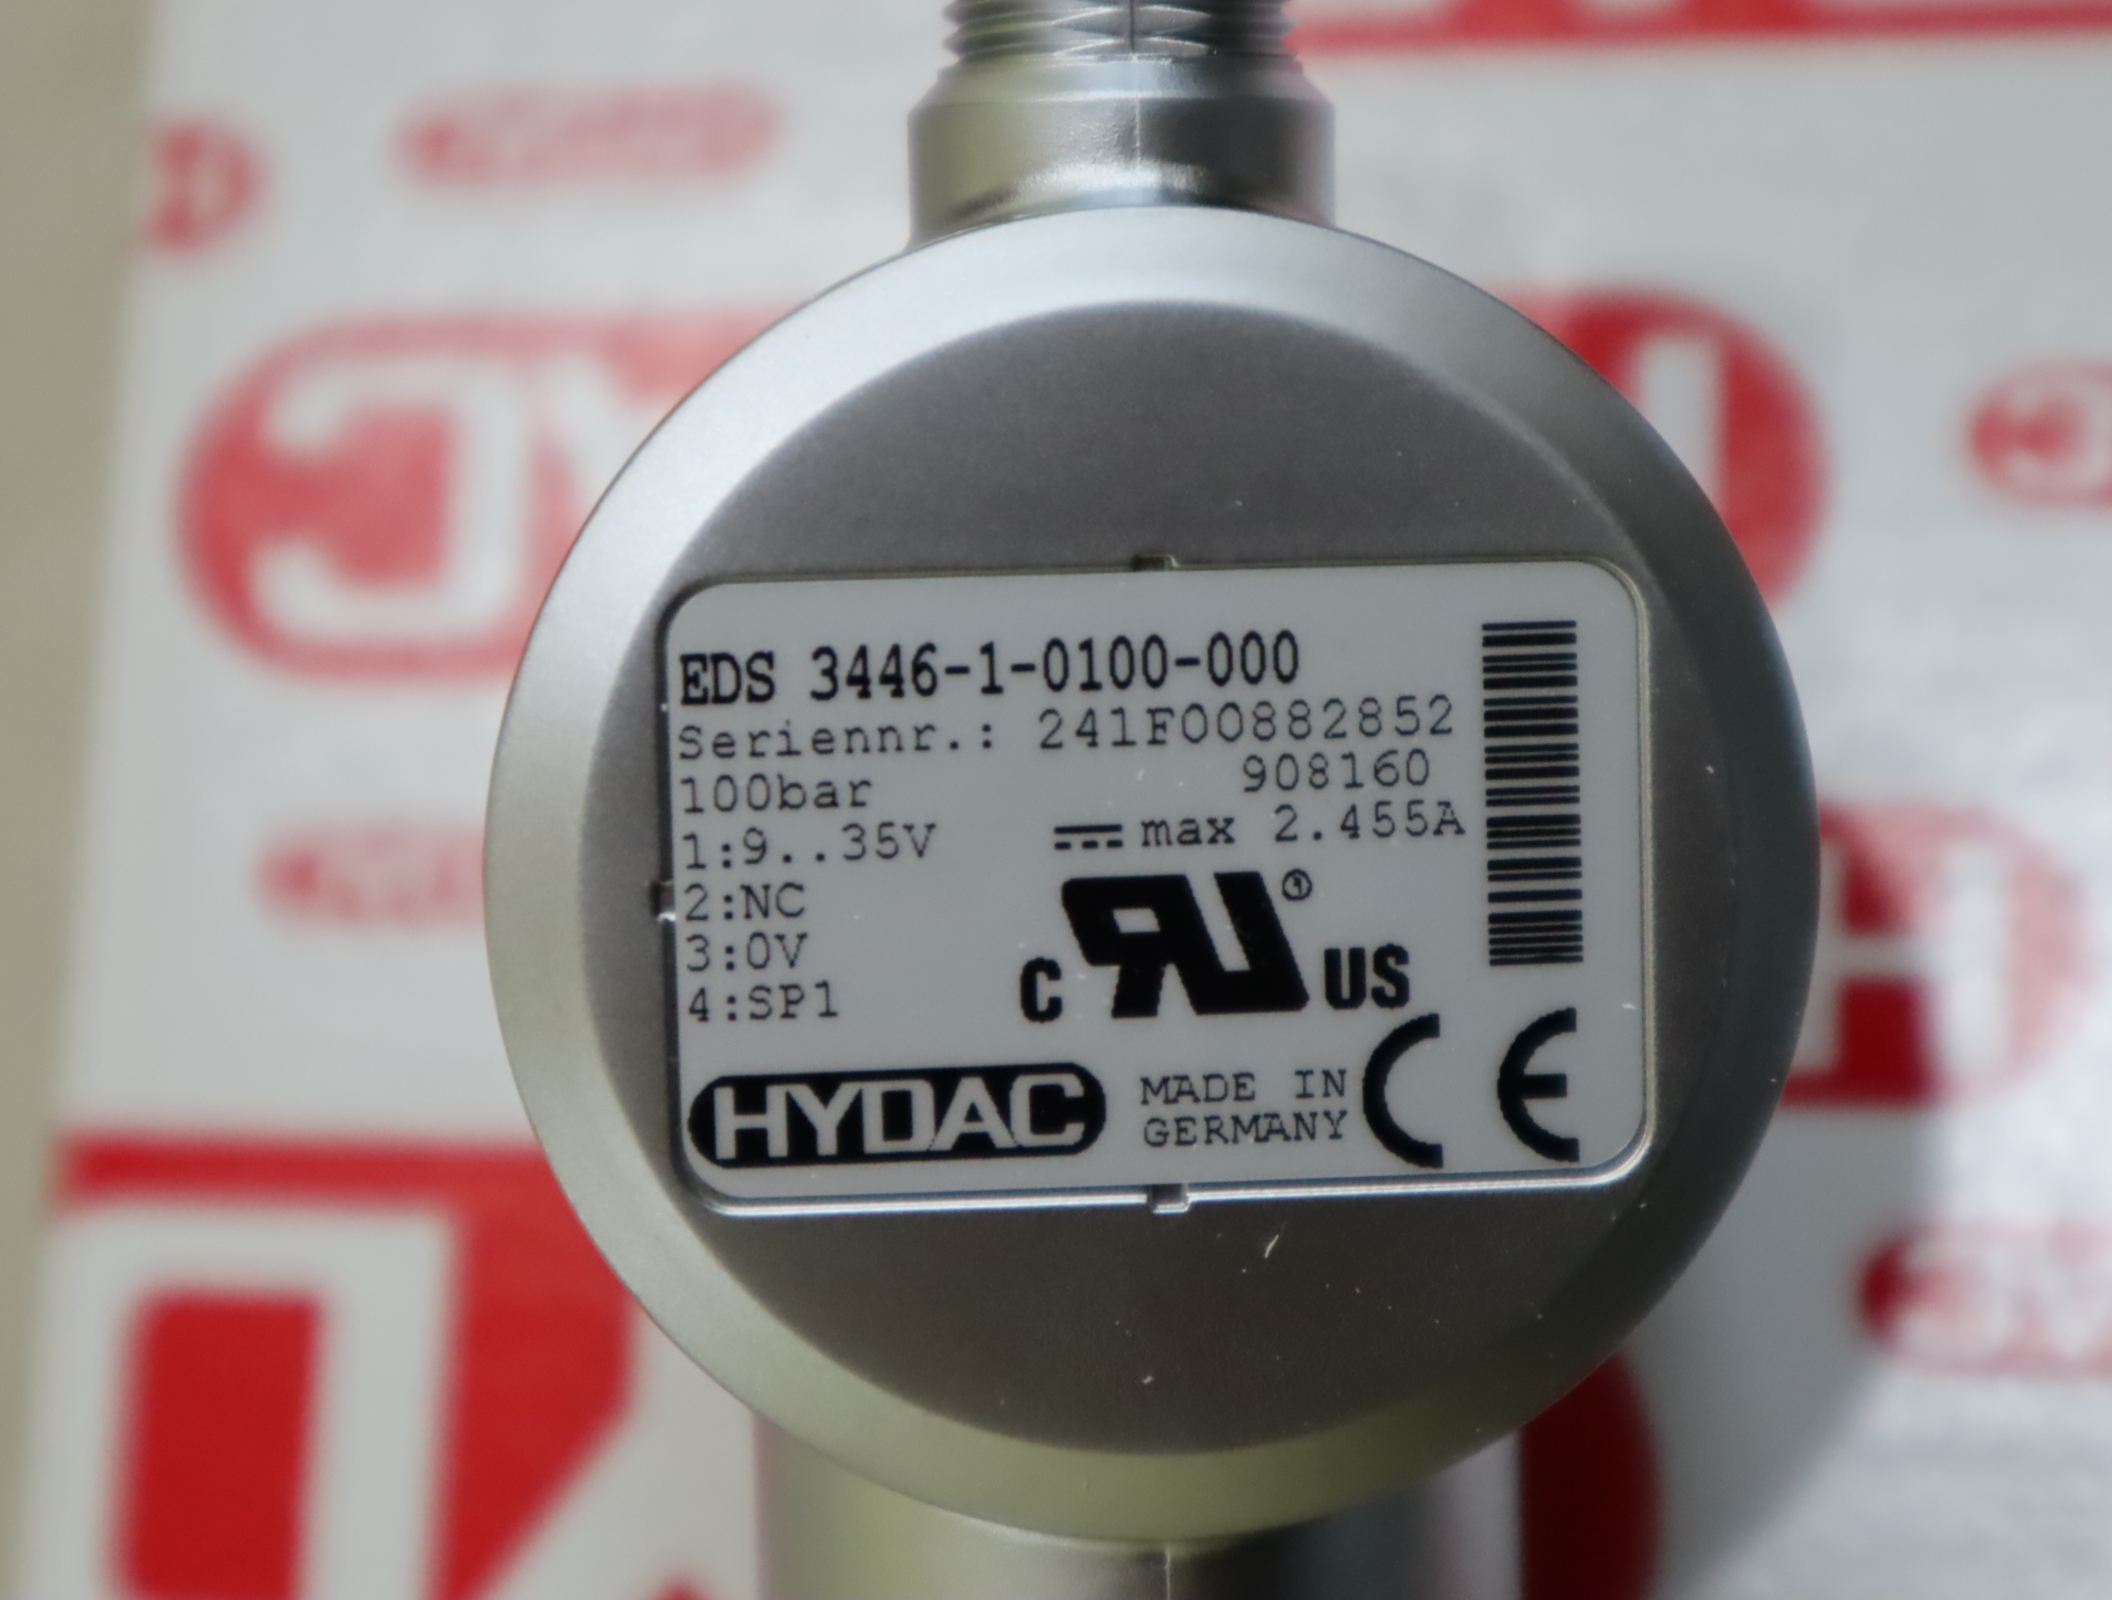 EDS 3446-1-0100-000
Seriennr.: 241F00882852
100bar 908160
1:9..35V max 2.455A
2:NC
3:0V
4:SP1
C RU ® US
HYDAC MADE IN GERMANY CE